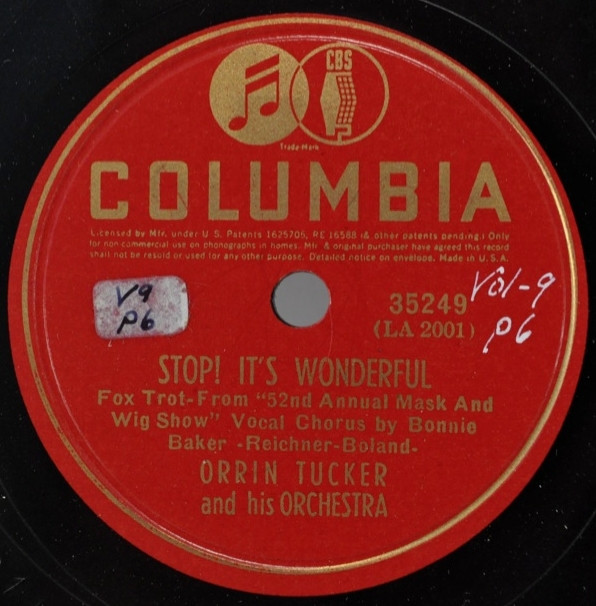 CBS
Trade-Mark
COLUMBIA
Licensed by Mfr. under U. S. Patents 1625705, RE 16588 (& other patents pending.) Only
for non-commercial use on phonographs in homes. Mfr. & original purchaser have agreed this record
shall not be resold or used for any other purpose. Detailed notice on envelope. Made in U. S. A.
V9
P6
35249
(LA 2001)
Vol-9
p6
STOP! IT'S WONDERFUL
Fox Trot-From "52nd Annual Mask And
Wig Show" Vocal Chorus by Bonnie
Baker -Reichner-Boland-
ORRIN TUCKER
and his ORCHESTRA